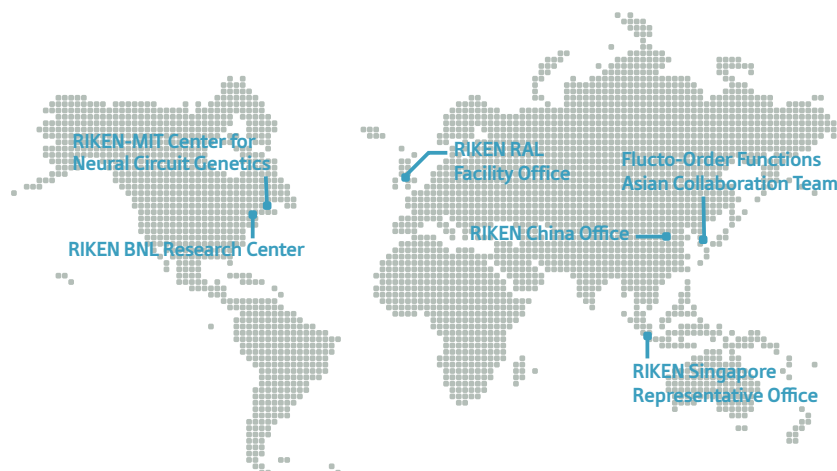 RIKEN-MIT Center for
Neural Circuit Genetics
RIKEN BNL Research Center
RIKEN RAL
Facility Office
Flucto-Order Functions
Asian Collaboration Team
RIKEN China Office
RIKEN Singapore
Representative Office